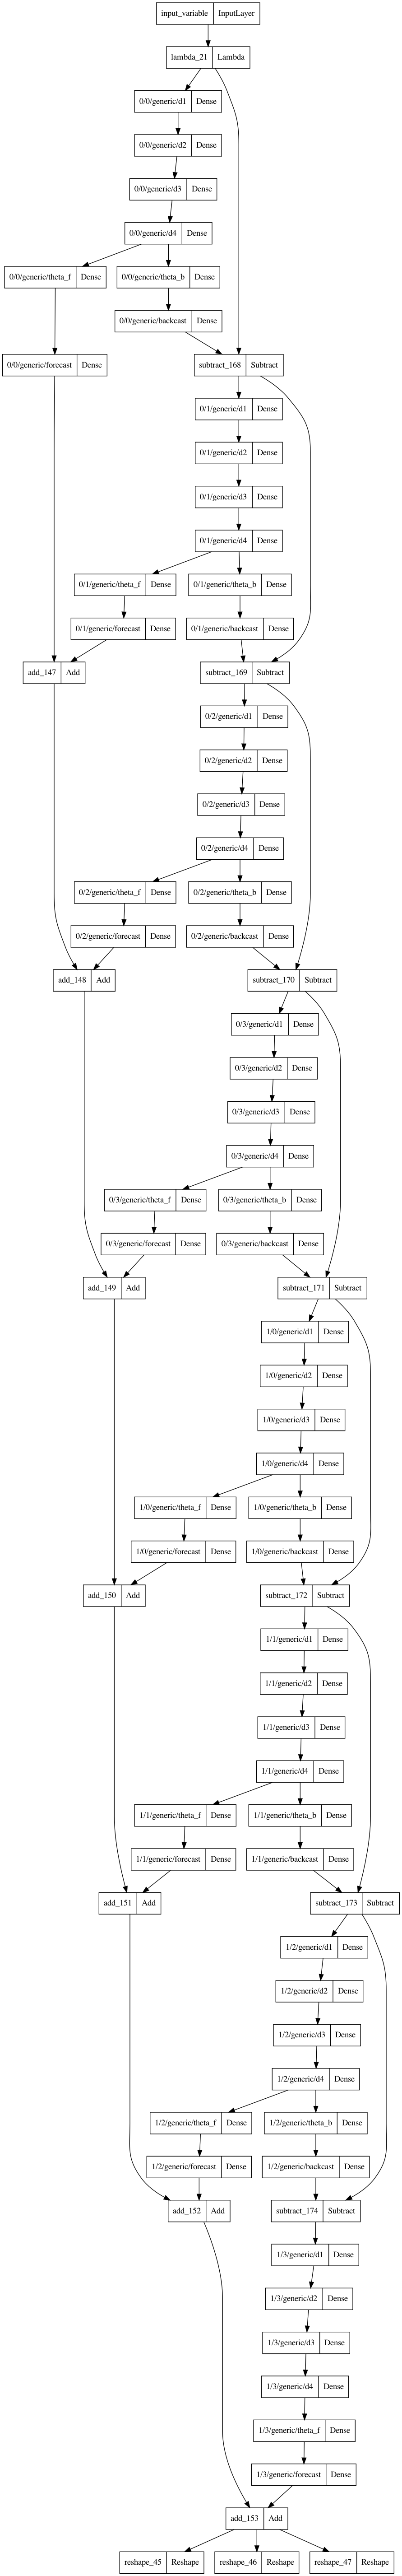 input_variable InputLayer
lambda_21 Lambda
0/0/generic/d1 Dense
0/0/generic/d2 Dense
0/0/generic/d3 Dense
0/0/generic/d4 Dense
0/0/generic/theta_f Dense 0/0/generic/theta_b Dense
0/0/generic/backcast Dense
0/0/generic/forecast Dense subtract_168 Subtract
0/1/generic/d1 Dense
0/1/generic/d2 Dense
0/1/generic/d3 Dense
0/1/generic/d4 Dense
0/1/generic/theta_f Dense 0/1/generic/theta_b Dense
0/1/generic/forecast Dense 0/1/generic/backcast Dense
add_147 Add subtract_169 Subtract
0/2/generic/d1 Dense
0/2/generic/d2 Dense
0/2/generic/d3 Dense
0/2/generic/d4 Dense
0/2/generic/theta_f Dense 0/2/generic/theta_b Dense
0/2/generic/forecast Dense 0/2/generic/backcast Dense
add_148 Add subtract_170 Subtract
0/3/generic/d1 Dense
0/3/generic/d2 Dense
0/3/generic/d3 Dense
0/3/generic/d4 Dense
0/3/generic/theta_f Dense 0/3/generic/theta_b Dense
0/3/generic/forecast Dense 0/3/generic/backcast Dense
add_149 Add subtract_171 Subtract
1/0/generic/d1 Dense
1/0/generic/d2 Dense
1/0/generic/d3 Dense
1/0/generic/d4 Dense
1/0/generic/theta_f Dense 1/0/generic/theta_b Dense
1/0/generic/forecast Dense 1/0/generic/backcast Dense
add_150 Add subtract_172 Subtract
1/1/generic/d1 Dense
1/1/generic/d2 Dense
1/1/generic/d3 Dense
1/1/generic/d4 Dense
1/1/generic/theta_f Dense 1/1/generic/theta_b Dense
1/1/generic/forecast Dense 1/1/generic/backcast Dense
add_151 Add subtract_173 Subtract
1/2/generic/d1 Dense
1/2/generic/d2 Dense
1/2/generic/d3 Dense
1/2/generic/d4 Dense
1/2/generic/theta_f Dense 1/2/generic/theta_b Dense
1/2/generic/forecast Dense 1/2/generic/backcast Dense
add_152 Add subtract_174 Subtract
1/3/generic/d1 Dense
1/3/generic/d2 Dense
1/3/generic/d3 Dense
1/3/generic/d4 Dense
1/3/generic/theta_f Dense
1/3/generic/forecast Dense
add_153 Add
reshape_45 Reshape reshape_46 Reshape reshape_47 Reshape